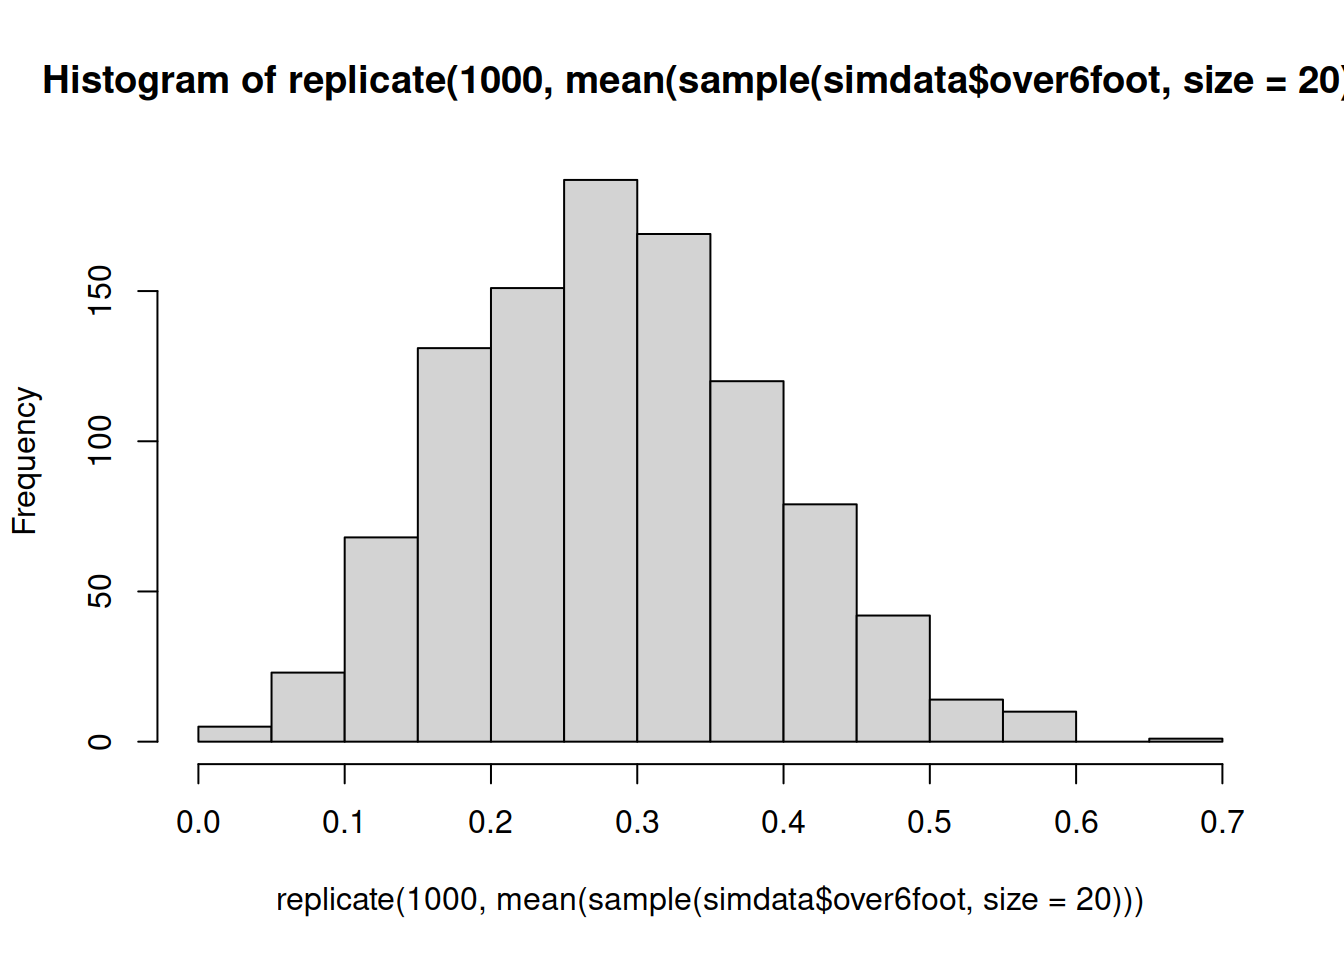 Histogram of replicate(1000, mean(sample(simdata$over6foot, size = 20)
Frequency
150
100
50
0
0.0 0.1 0.2 0.3 0.4 0.5 0.6 0.7
replicate(1000, mean(sample(simdata$over6foot, size = 20)))